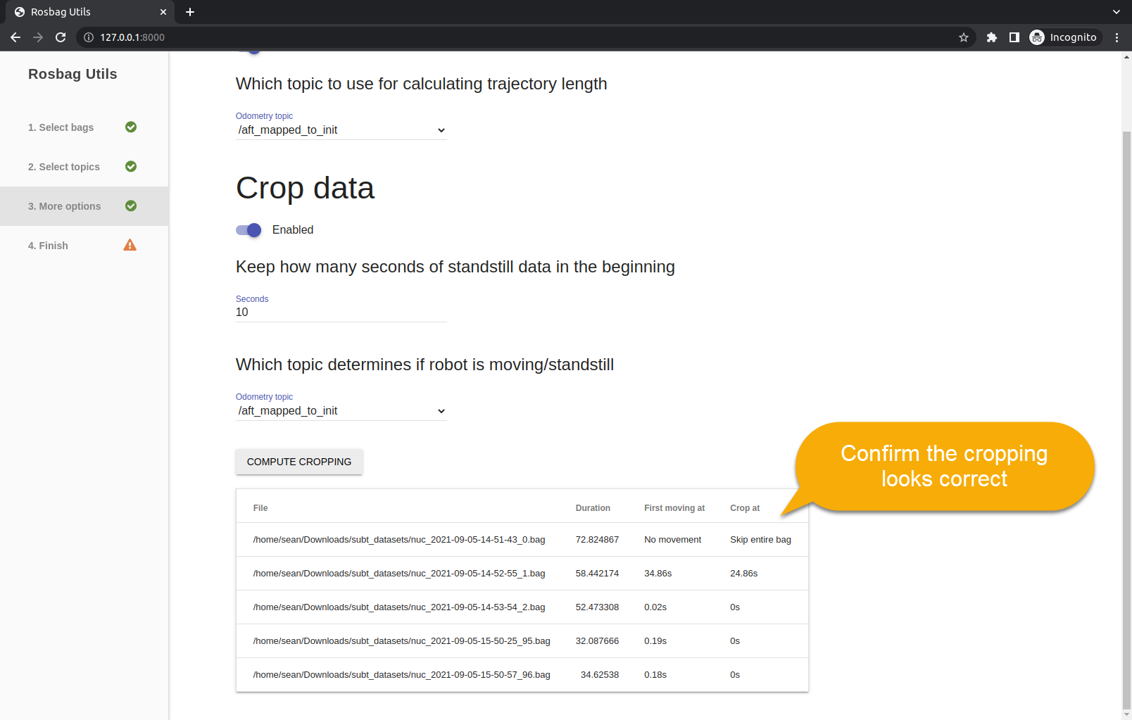 Rosbag Utils
127.0.0.1:8000
Incognito
Rosbag Utils
1. Select bags
2. Select topics
3. More options
4. Finish
Which topic to use for calculating trajectory length
Odometry topic
/aft_mapped_to_init
Crop data
Enabled
Keep how many seconds of standstill data in the beginning
Seconds
10
Which topic determines if robot is moving/standstill
Odometry topic
/aft_mapped_to_init
COMPUTE CROPPING
Confirm the cropping
looks correct
File Duration First moving at Crop at
/home/sean/Downloads/subt_datasets/nuc_2021-09-05-14-51-43_0.bag 72.824867 No movement Skip entire bag
/home/sean/Downloads/subt_datasets/nuc_2021-09-05-14-52-55_1.bag 58.442174 34.86s 24.86s
/home/sean/Downloads/subt_datasets/nuc_2021-09-05-14-53-54_2.bag 52.473308 0.02s 0s
/home/sean/Downloads/subt_datasets/nuc_2021-09-05-15-50-25_95.bag 32.087666 0.19s 0s
/home/sean/Downloads/subt_datasets/nuc_2021-09-05-15-50-57_96.bag 34.62538 0.18s 0s